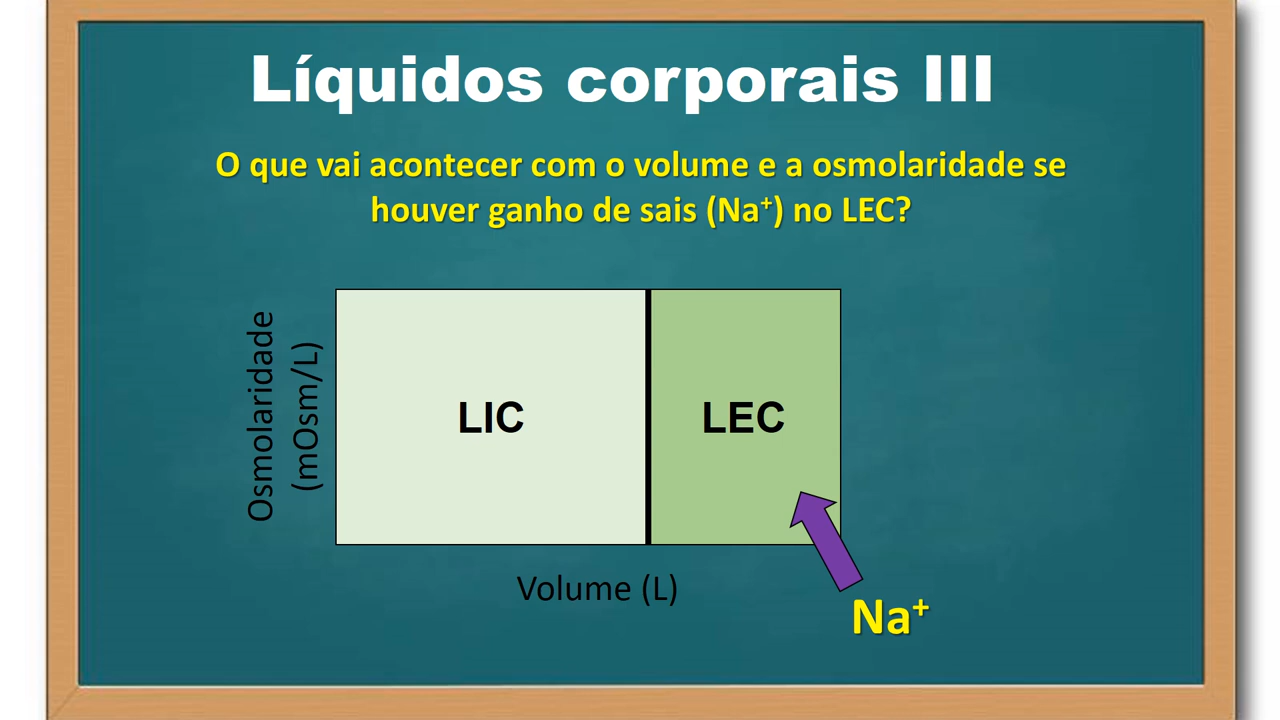 Líquidos corporais III
O que vai acontecer com o volume e a osmolaridade se
houver ganho de sais (Na⁺) no LEC?
Osmolaridade
(mOsm/L)
LIC
LEC
Volume (L)
Na⁺